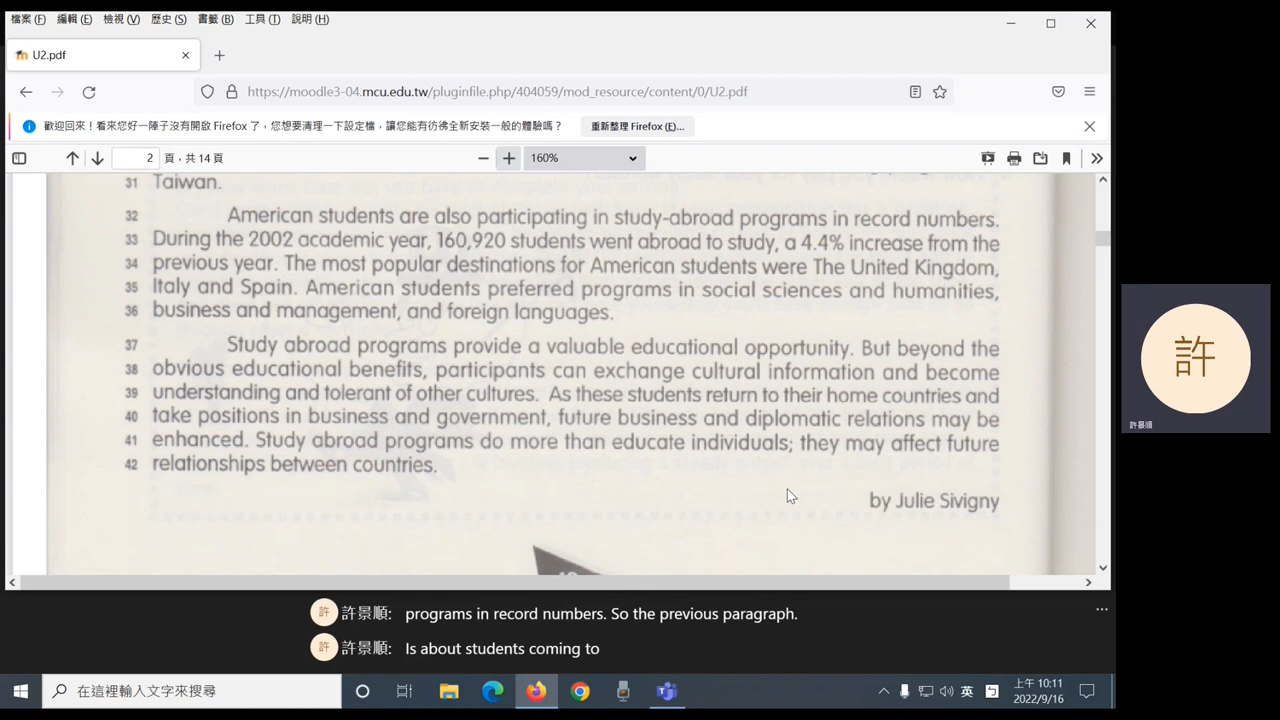 檔案 (F) 編輯 (E) 檢視 (V) 歷史 (S) 書籤 (B) 工具 (T) 說明 (H)
U2.pdf
https://moodle3-04.mcu.edu.tw/pluginfile.php/404059/mod_resource/content/0/U2.pdf
歡迎回來！看來您好一陣子沒有開啟 Firefox 了，您想要清理一下設定檔，讓您能有彷彿全新安裝一般的體驗嗎？ 重新整理 Firefox (E)...
2 頁，共 14 頁 160%
31 Taiwan.
32 American students are also participating in study-abroad programs in record numbers.
33 During the 2002 academic year, 160,920 students went abroad to study, a 4.4% increase from the
34 previous year. The most popular destinations for American students were The United Kingdom,
35 Italy and Spain. American students preferred programs in social sciences and humanities,
36 business and management, and foreign languages.
37 Study abroad programs provide a valuable educational opportunity. But beyond the
38 obvious educational benefits, participants can exchange cultural information and become
39 understanding and tolerant of other cultures. As these students return to their home countries and
40 take positions in business and government, future business and diplomatic relations may be
41 enhanced. Study abroad programs do more than educate individuals; they may affect future
42 relationships between countries.
by Julie Sivigny
許
許景順
許 許景順: programs in record numbers. So the previous paragraph.
許 許景順: Is about students coming to
在這裡輸入文字來搜尋
英
上午 10:11
2022/9/16